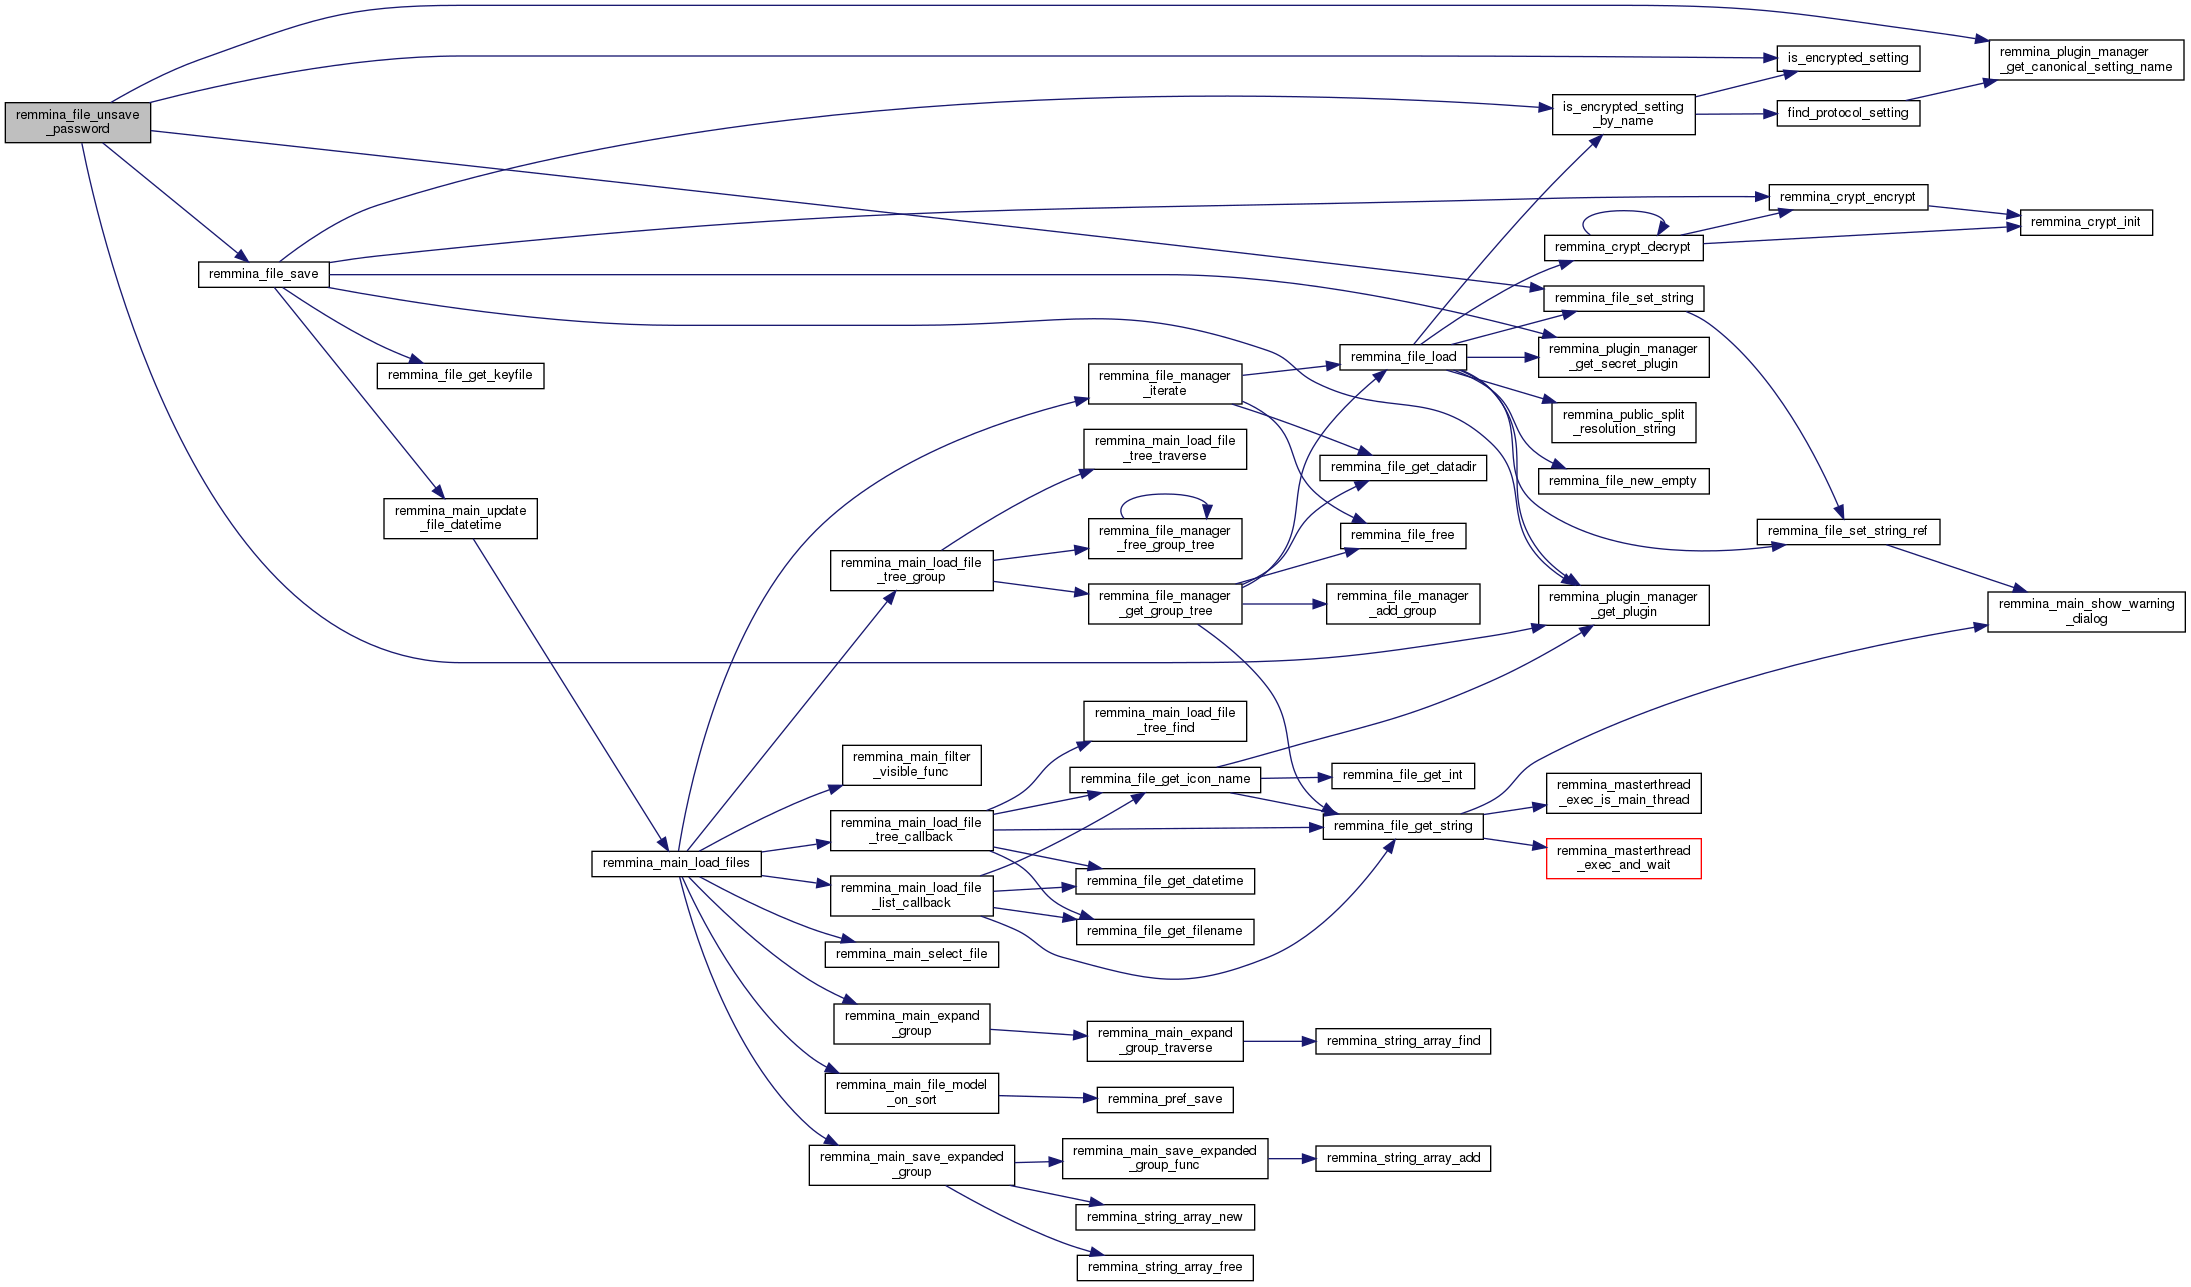 remmina_file_unsave
_password
remmina_file_save
remmina_file_get_keyfile
remmina_main_update
_file_datetime
remmina_main_load_files
remmina_main_load_file
_tree_group
remmina_main_filter
_visible_func
remmina_main_load_file
_tree_callback
remmina_main_load_file
_list_callback
remmina_main_select_file
remmina_main_expand
_group
remmina_main_file_model
_on_sort
remmina_main_save_expanded
_group
remmina_file_manager
_iterate
remmina_main_load_file
_tree_traverse
remmina_file_manager
_free_group_tree
remmina_file_manager
_get_group_tree
remmina_main_load_file
_tree_find
remmina_file_get_icon_name
remmina_file_get_datetime
remmina_file_get_filename
remmina_main_expand
_group_traverse
remmina_pref_save
remmina_main_save_expanded
_group_func
remmina_string_array_new
remmina_string_array_free
remmina_file_load
remmina_file_get_datadir
remmina_file_free
remmina_file_manager
_add_group
remmina_file_get_int
remmina_file_get_string
remmina_string_array_find
remmina_string_array_add
is_encrypted_setting
_by_name
remmina_crypt_decrypt
remmina_file_set_string
remmina_plugin_manager
_get_secret_plugin
remmina_public_split
_resolution_string
remmina_file_new_empty
remmina_plugin_manager
_get_plugin
remmina_masterthread
_exec_is_main_thread
remmina_masterthread
_exec_and_wait
is_encrypted_setting
find_protocol_setting
remmina_crypt_encrypt
remmina_file_set_string_ref
remmina_plugin_manager
_get_canonical_setting_name
remmina_crypt_init
remmina_main_show_warning
_dialog